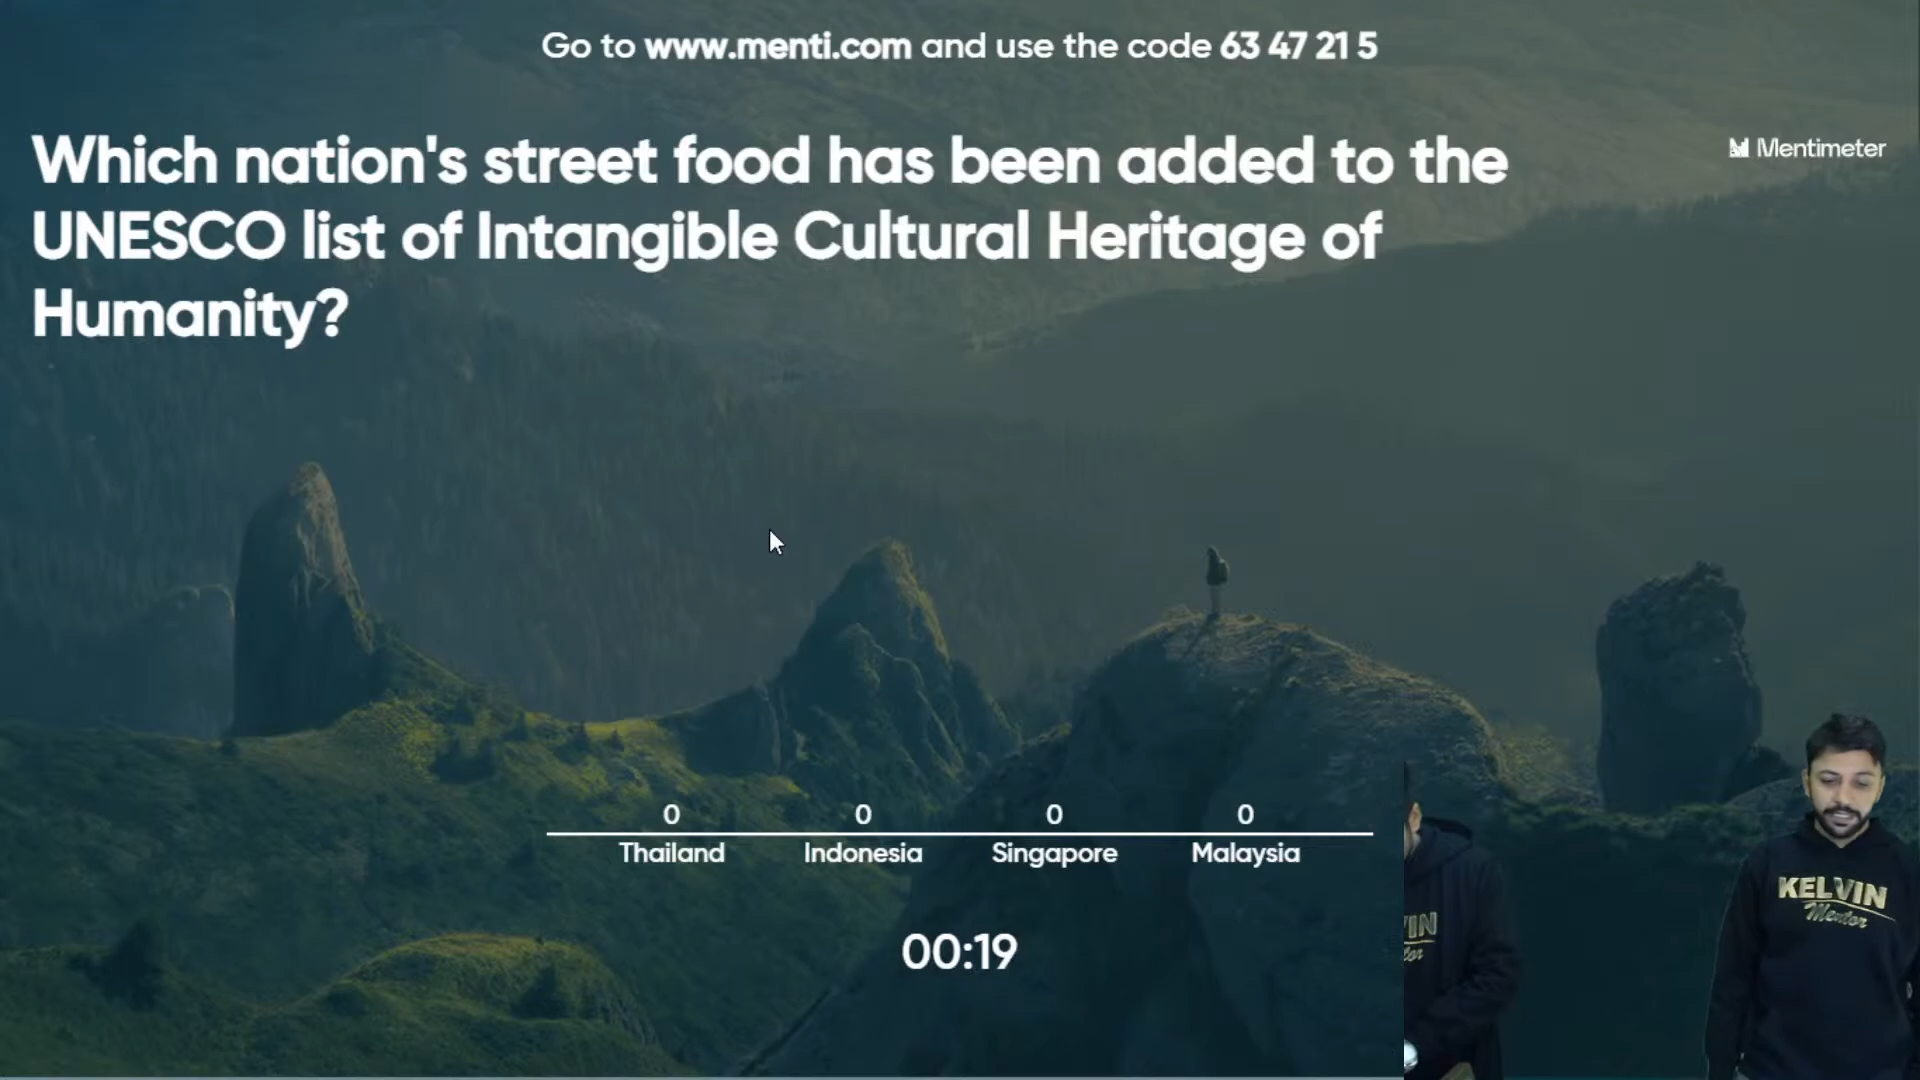 Go to www.menti.com and use the code 63 47 21 5
Which nation's street food has been added to the
UNESCO list of Intangible Cultural Heritage of
Humanity?
Mentimeter
0 0 0 0
Thailand Indonesia Singapore Malaysia
00:19
KELVIN
Mentor